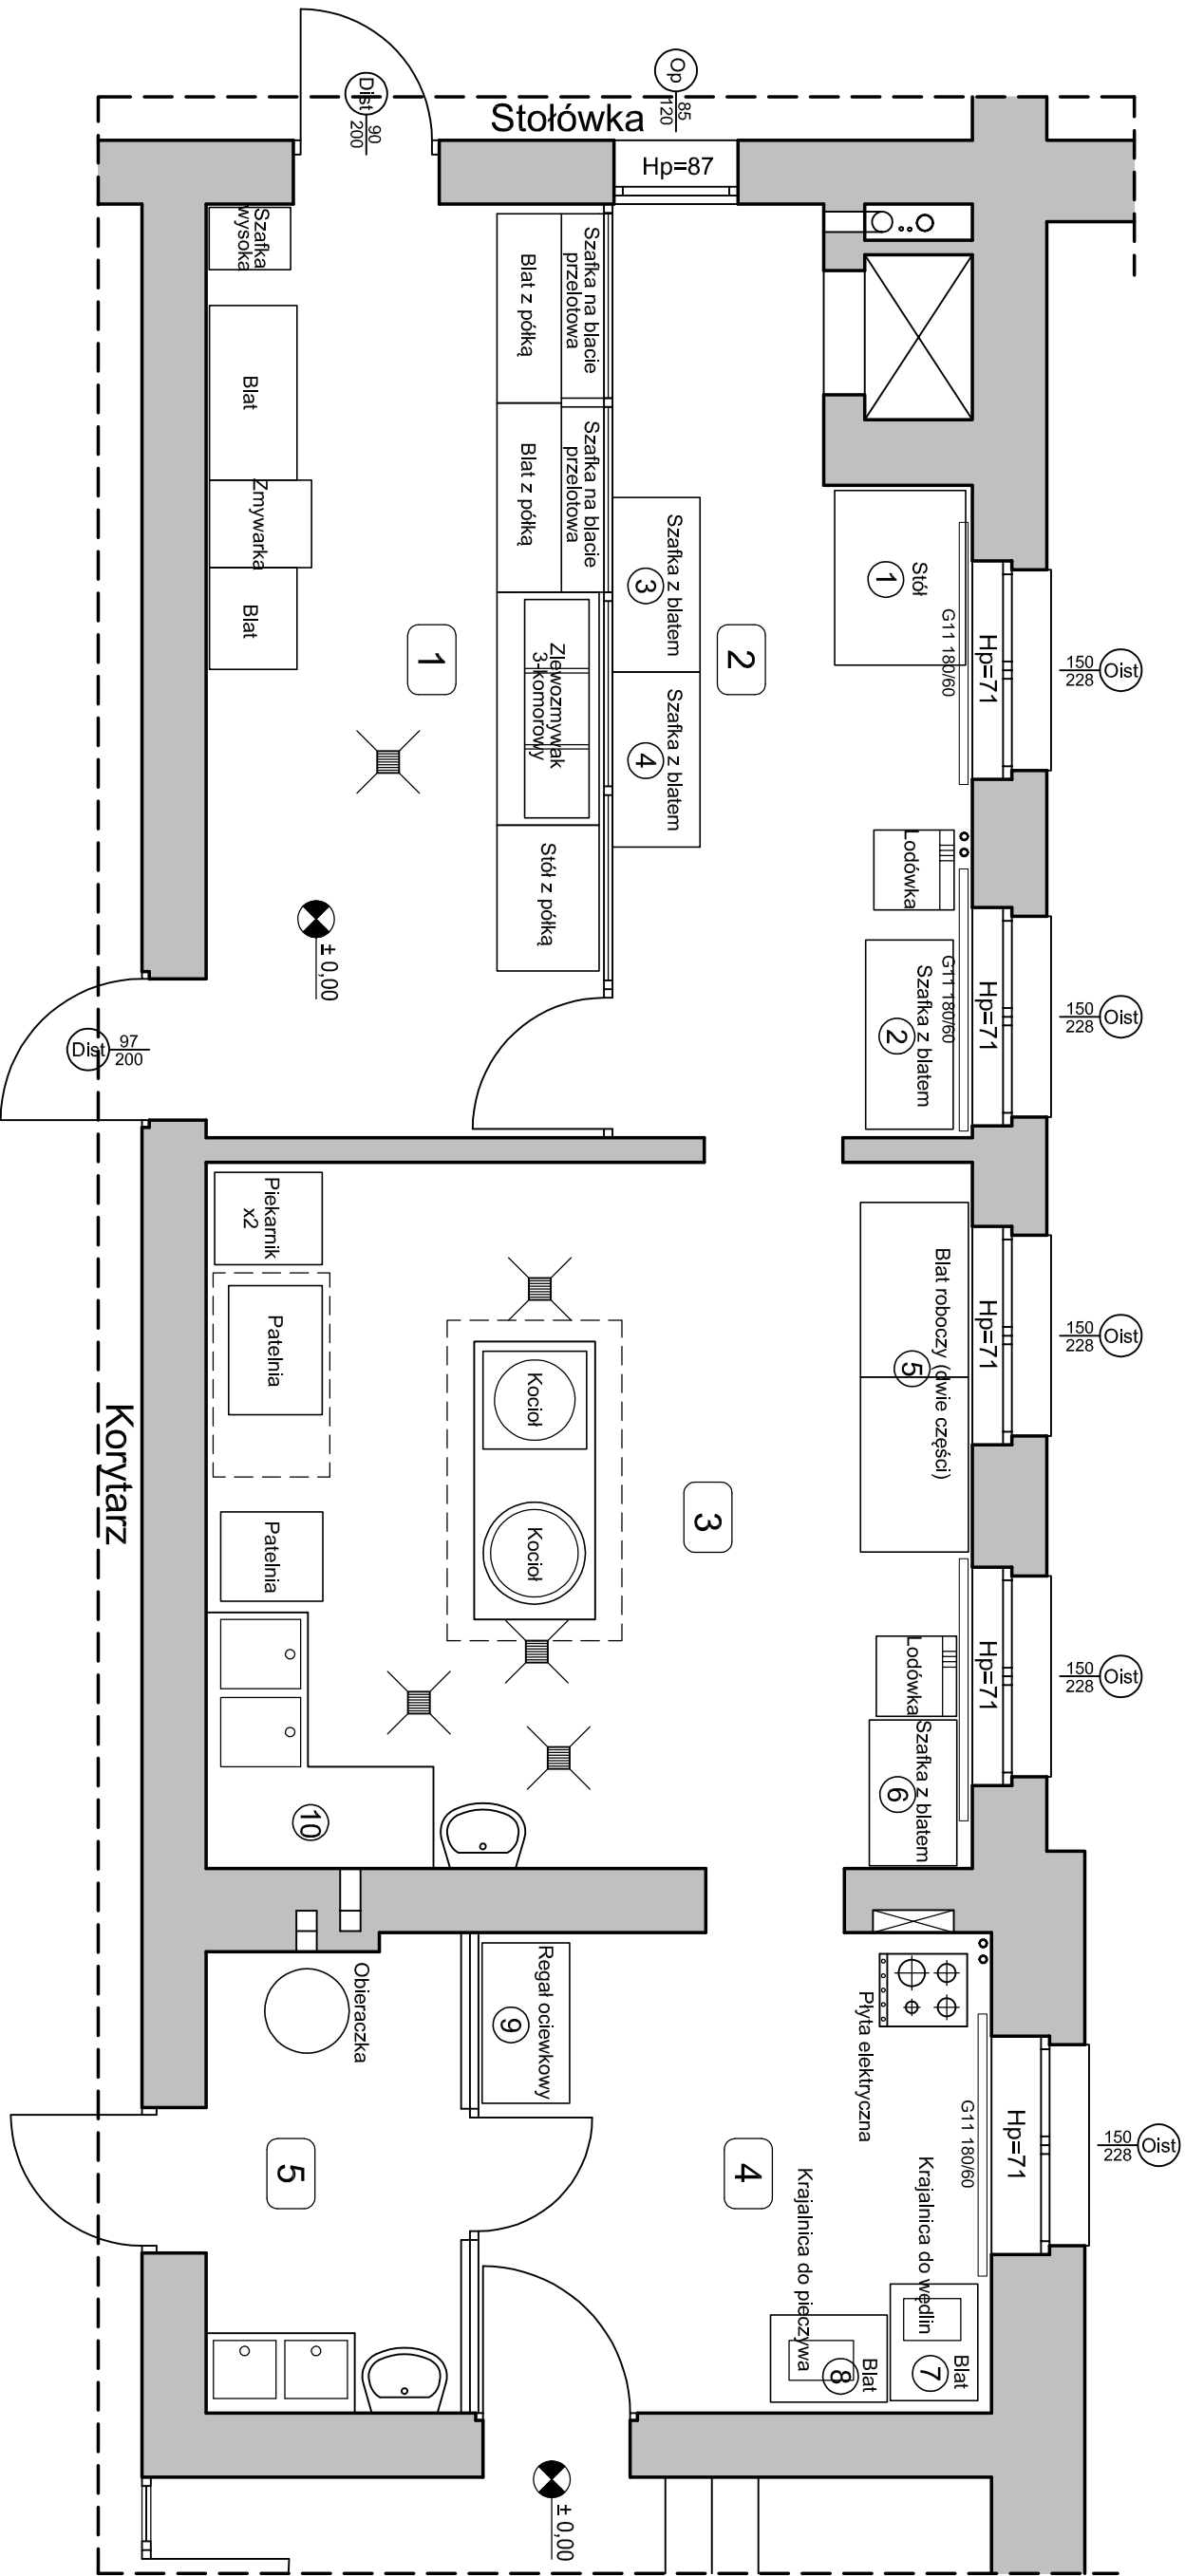 Stołówka
Op
85
120
Hp=87
Dist
90
200
Szafka
wysoka
Blat
Zmywarka
Blat
Szafka na blacie
przelotowa
Blat z półką
Szafka na blacie
przelotowa
Blat z półką
Zlewozmywak
3-komorowy
Stół z półką
1
± 0,00
Dist
97
200
2
Szafka z blatem
3
Szafka z blatem
4
Stół
1
G11 180/60
Hp=71
150
228
Oist
Lodówka
G11 180/60
Szafka z blatem
2
Hp=71
150
228
Oist
Piekarnik
x2
Patelnia
Patelnia
Kocioł
Kocioł
3
Blat roboczy (dwie części)
5
Hp=71
150
228
Oist
Lodówka
Szafka z blatem
6
Hp=71
150
228
Oist
10
Korytarz
Obieraczka
5
Regał ociewkowy
9
4
Płyta elektryczna
G11 180/60
Hp=71
150
228
Oist
Krajalnica do wędlin
Blat
7
Krajalnica do pieczywa
Blat
8
± 0,00